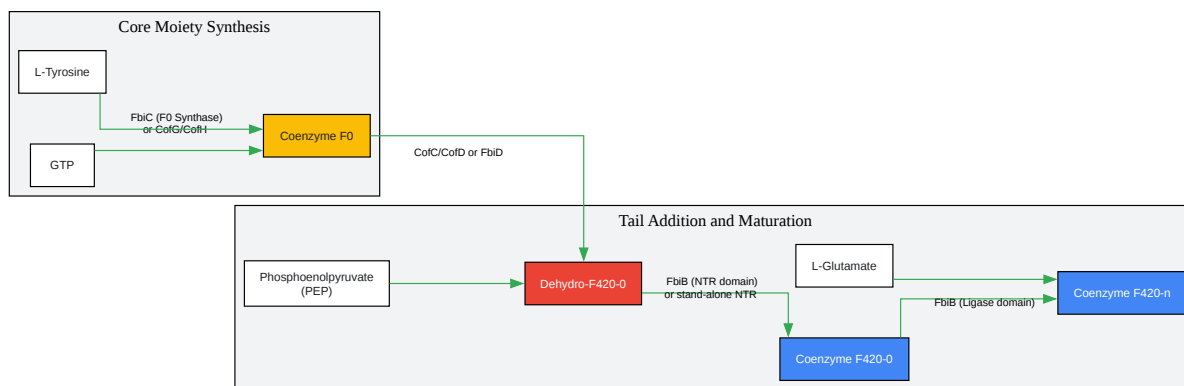 Core Moiety Synthesis
L-Tyrosine
FbiC (F0 Synthase)
or CofG/CofH
Coenzyme F0
GTP
CofC/CofD or FbiD
Tail Addition and Maturation
Phosphoenolpyruvate
(PEP)
Dehydro-F420-0
FbiB (NTR domain)
or stand-alone NTR
L-Glutamate
Coenzyme F420-n
FbiB (Ligase domain)
Coenzyme F420-0